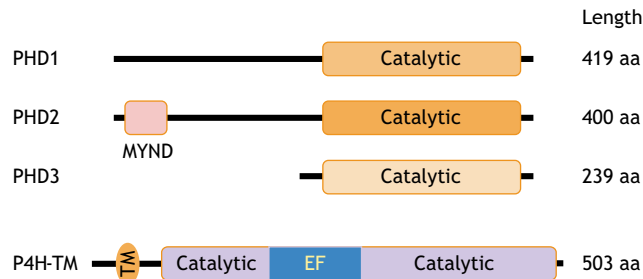 Length
PHD1 Catalytic 419 aa
PHD2 Catalytic 400 aa
MYND
PHD3 Catalytic 239 aa
P4H-TM TM Catalytic EF Catalytic 503 aa